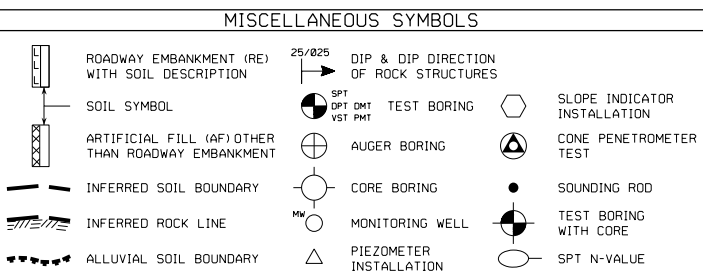 MISCELLANEOUS SYMBOLS
ROADWAY EMBANKMENT (RE)
WITH SOIL DESCRIPTION
SOIL SYMBOL
ARTIFICIAL FILL (AF) OTHER
THAN ROADWAY EMBANKMENT
INFERRED SOIL BOUNDARY
INFERRED ROCK LINE
ALLUVIAL SOIL BOUNDARY
25/025
DIP & DIP DIRECTION
OF ROCK STRUCTURES
SPT
DPT DMT
VST PMT
TEST BORING
AUGER BORING
CORE BORING
MW
MONITORING WELL
PIEZOMETER
INSTALLATION
SLOPE INDICATOR
INSTALLATION
CONE PENETROMETER
TEST
SOUNDING ROD
TEST BORING
WITH CORE
SPT N-VALUE